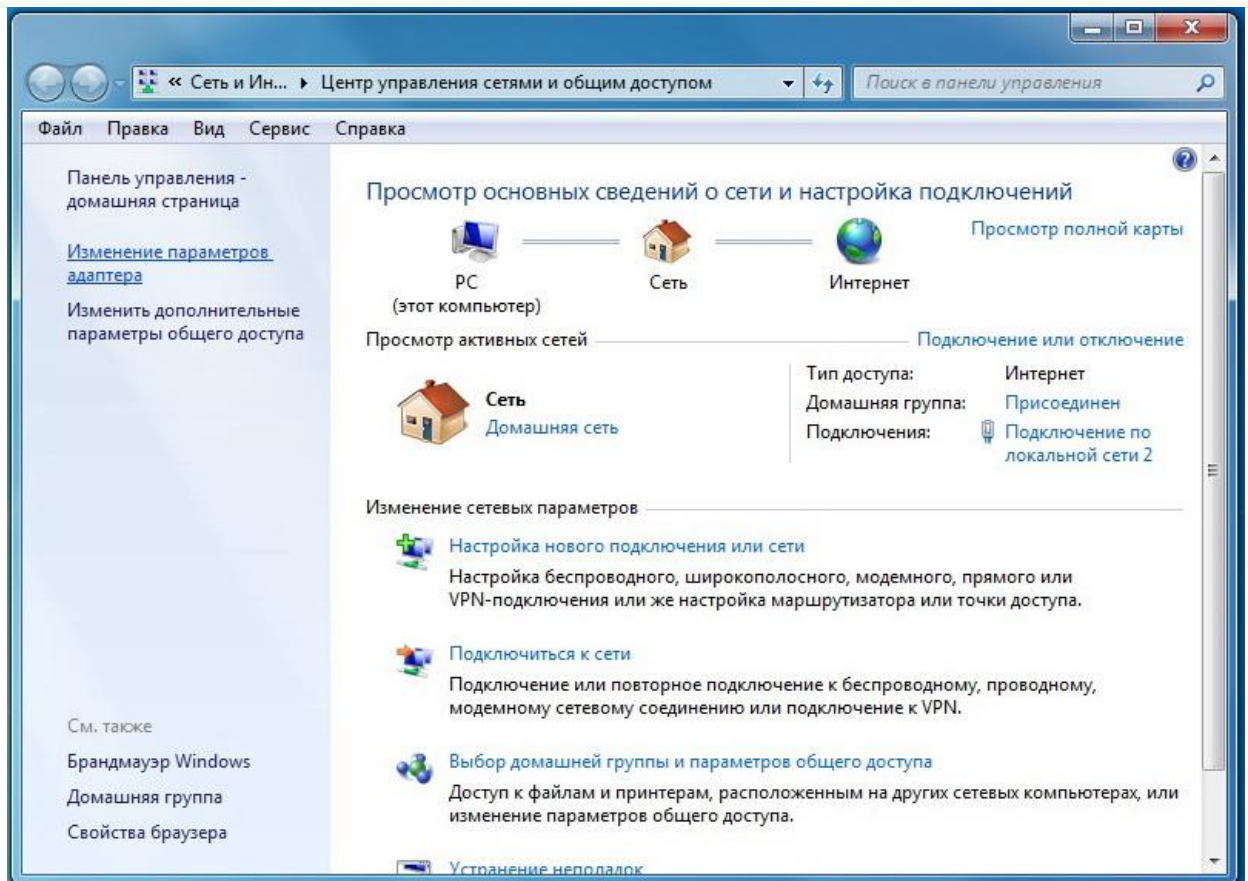 « Сеть и Ин... Центр управления сетями и общим доступом Поиск в панели управления
Файл Правка Вид Сервис Справка
Панель управления -
домашняя страница
Изменение параметров
адаптера
Изменить дополнительные
параметры общего доступа
См. также
Брандмауэр Windows
Домашняя группа
Свойства браузера
Просмотр основных сведений о сети и настройка подключений
Просмотр полной карты
PC
(этот компьютер)
Сеть
Интернет
Просмотр активных сетей
Подключение или отключение
Сеть
Домашняя сеть
Тип доступа: Интернет
Домашняя группа: Присоединен
Подключения: Подключение по
локальной сети 2
Изменение сетевых параметров
Настройка нового подключения или сети
Настройка беспроводного, широкополосного, модемного, прямого или
VPN-подключения или же настройка маршрутизатора или точки доступа.
Подключиться к сети
Подключение или повторное подключение к беспроводному, проводному,
модемному сетевому соединению или подключение к VPN.
Выбор домашней группы и параметров общего доступа
Доступ к файлам и принтерам, расположенным на других сетевых компьютерах, или
изменение параметров общего доступа.
Устранение неполадок